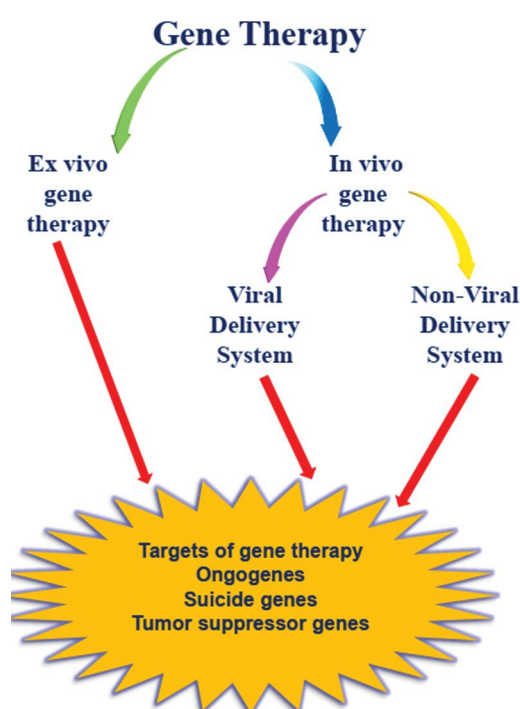 Gene Therapy
Ex vivo
gene
therapy
In vivo
gene
therapy
Viral
Delivery
System
Non-Viral
Delivery
System
Targets of gene therapy
Ongogenes
Suicide genes
Tumor suppressor genes